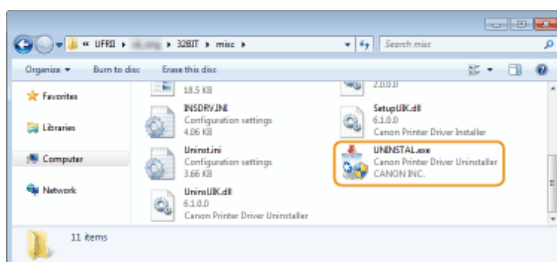 « UFRII ▸ ▸ 32BIT ▸ misc ▸
Search misc
Organize ▾ Burn to disc Erase this disc
Favorites
Libraries
Computer
Network
18.5 KB
INSDRV.INI
Configuration settings
4.06 KB
Uninst.ini
Configuration settings
3.66 KB
UninsUIK.dll
6.1.0.0
Canon Printer Driver Uninstaller
2.0.0.0
SetupUIK.dll
6.1.0.0
Canon Printer Driver Installer
UNINSTAL.exe
Canon Printer Driver Uninstaller
CANON INC.
11 items